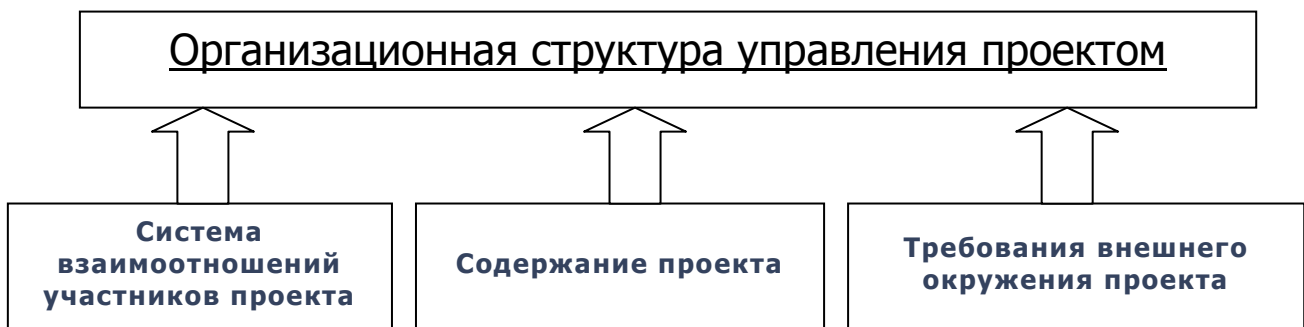 Организационная структура управления проектом
Система
взаимоотношений
участников проекта
Содержание проекта
Требования внешнего
окружения проекта